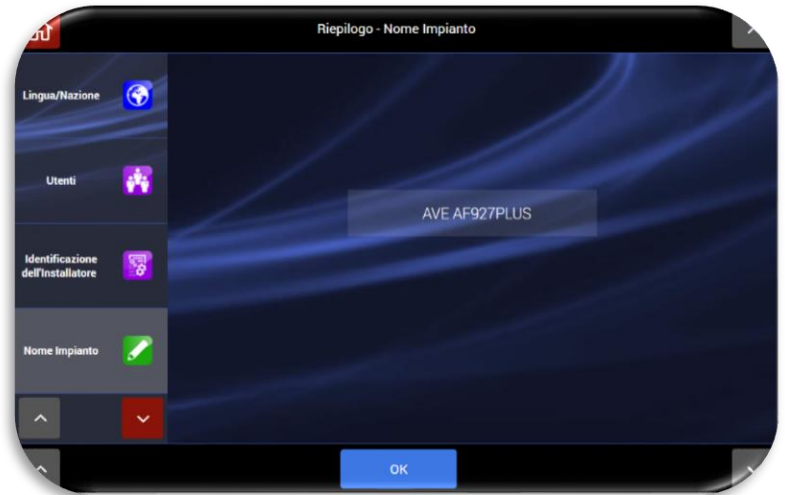 Riepilogo - Nome Impianto
Lingua/Nazione
Utenti
Identificazione
dell'Installatore
Nome Impianto
AVE AF927PLUS
OK